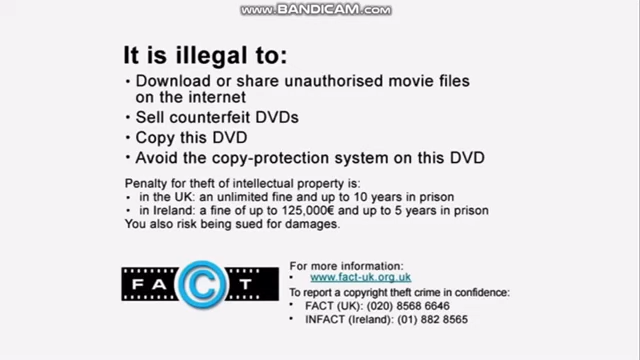 www.BANDICAM.com
It is illegal to:
• Download or share unauthorised movie files
on the internet
• Sell counterfeit DVDs
• Copy this DVD
• Avoid the copy-protection system on this DVD
Penalty for theft of intellectual property is:
• in the UK: an unlimited fine and up to 10 years in prison
• in Ireland: a fine of up to 125,000€ and up to 5 years in prison
You also risk being sued for damages.
FACT
For more information:
• www.fact-uk.org.uk
To report a copyright theft crime in confidence:
• FACT (UK): (020) 8568 6646
• INFACT (Ireland): (01) 882 8565